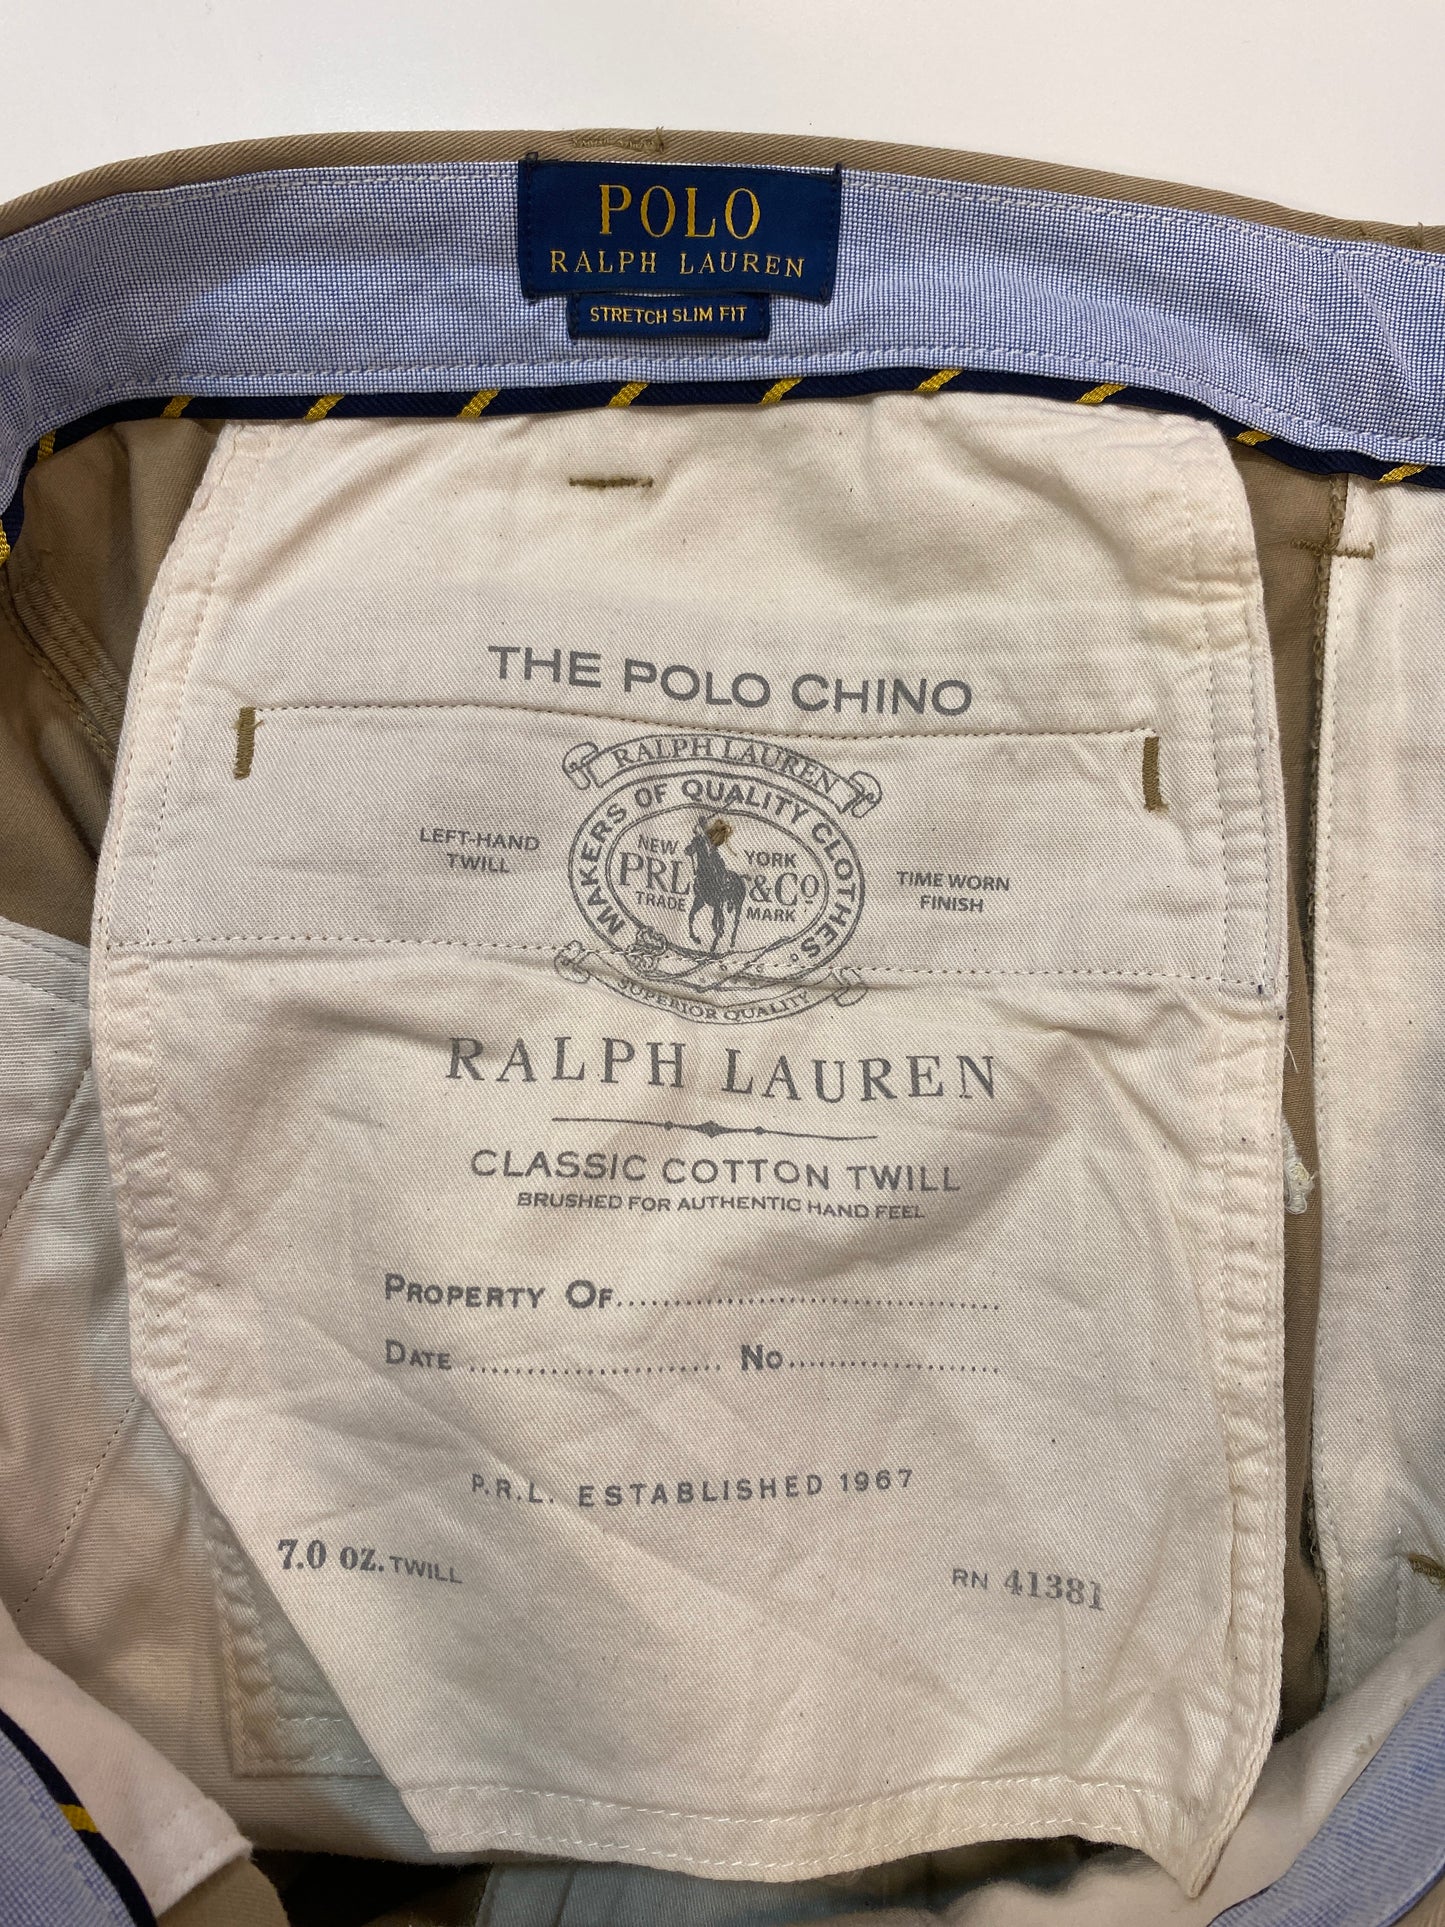 POLO
RALPH LAUREN
STRETCH SLIM FIT
THE POLO CHINO
RALPH LAUREN
MAKERS OF QUALITY CLOTHES
LEFT-HAND
TWILL
NEW YORK
PRL &Co
TRADE MARK
TIME WORN
FINISH
SUPERIOR QUALITY
RALPH LAUREN
CLASSIC COTTON TWILL
BRUSHED FOR AUTHENTIC HAND FEEL
PROPERTY OF..................................
DATE ...................... No...................
P.R.L. ESTABLISHED 1967
7.0 OZ. TWILL RN 41381